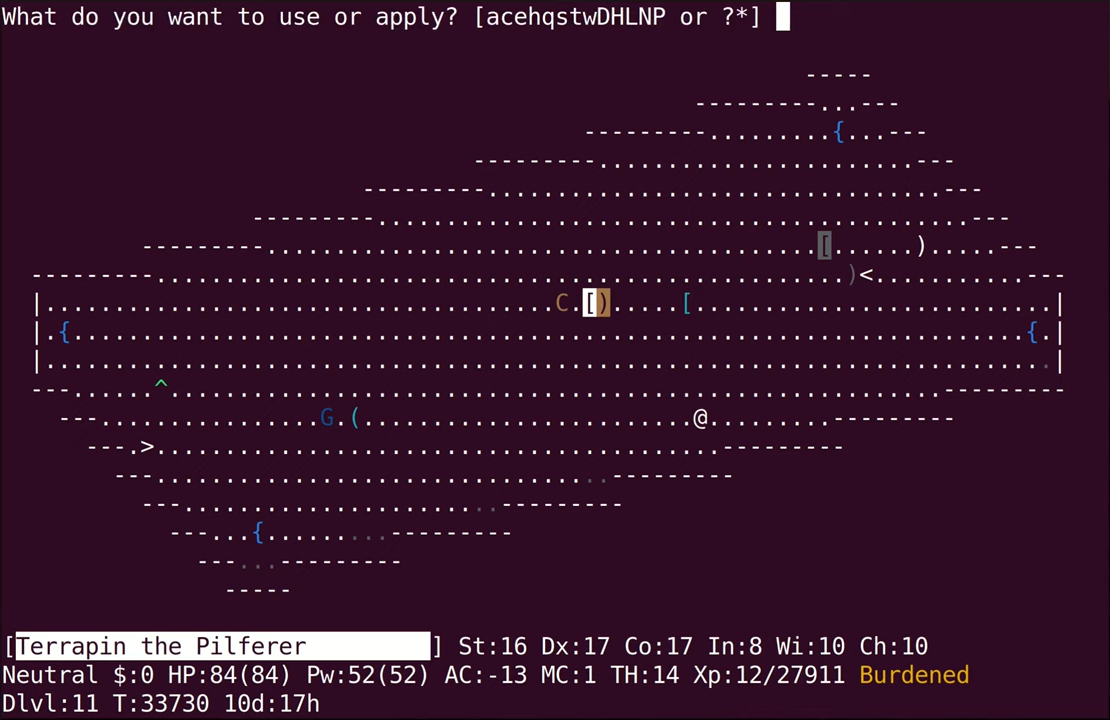 What do you want to use or apply? [acehqstwDHLNP or ?*]
                                                          -----
                                                  ---------...---
                                          ---------.........{...---
                                  ---------.......................---
                          ---------.................................---
                  ---------...........................................---
          ---------........................................[......).....---
  ---------..................................................)<...........---
  |.....................................C.[).....[..........................|
  |.{.....................................................................{.|
  |.........................................................................|
  ---......^........................................................---------
    ---................G.(........................@.........---------
      ---.>.........................................---------
        ---.................................---------
          ---.......................---------
            ---...{.........---------
              ---...---------
                -----
[Terrapin the Pilferer         ] St:16 Dx:17 Co:17 In:8 Wi:10 Ch:10
Neutral $:0 HP:84(84) Pw:52(52) AC:-13 MC:1 TH:14 Xp:12/27911 Burdened
Dlvl:11 T:33730 10d:17h